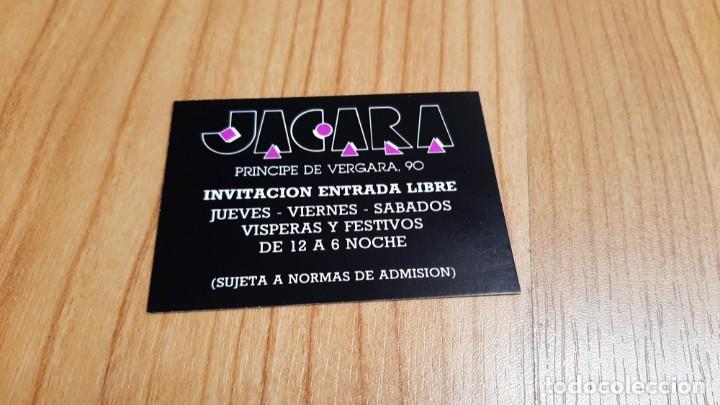 JACARA
PRINCIPE DE VERGARA, 90
INVITACION ENTRADA LIBRE
JUEVES - VIERNES - SABADOS
VISPERAS Y FESTIVOS
DE 12 A 6 NOCHE
(SUJETA A NORMAS DE ADMISION)
todocoleccion